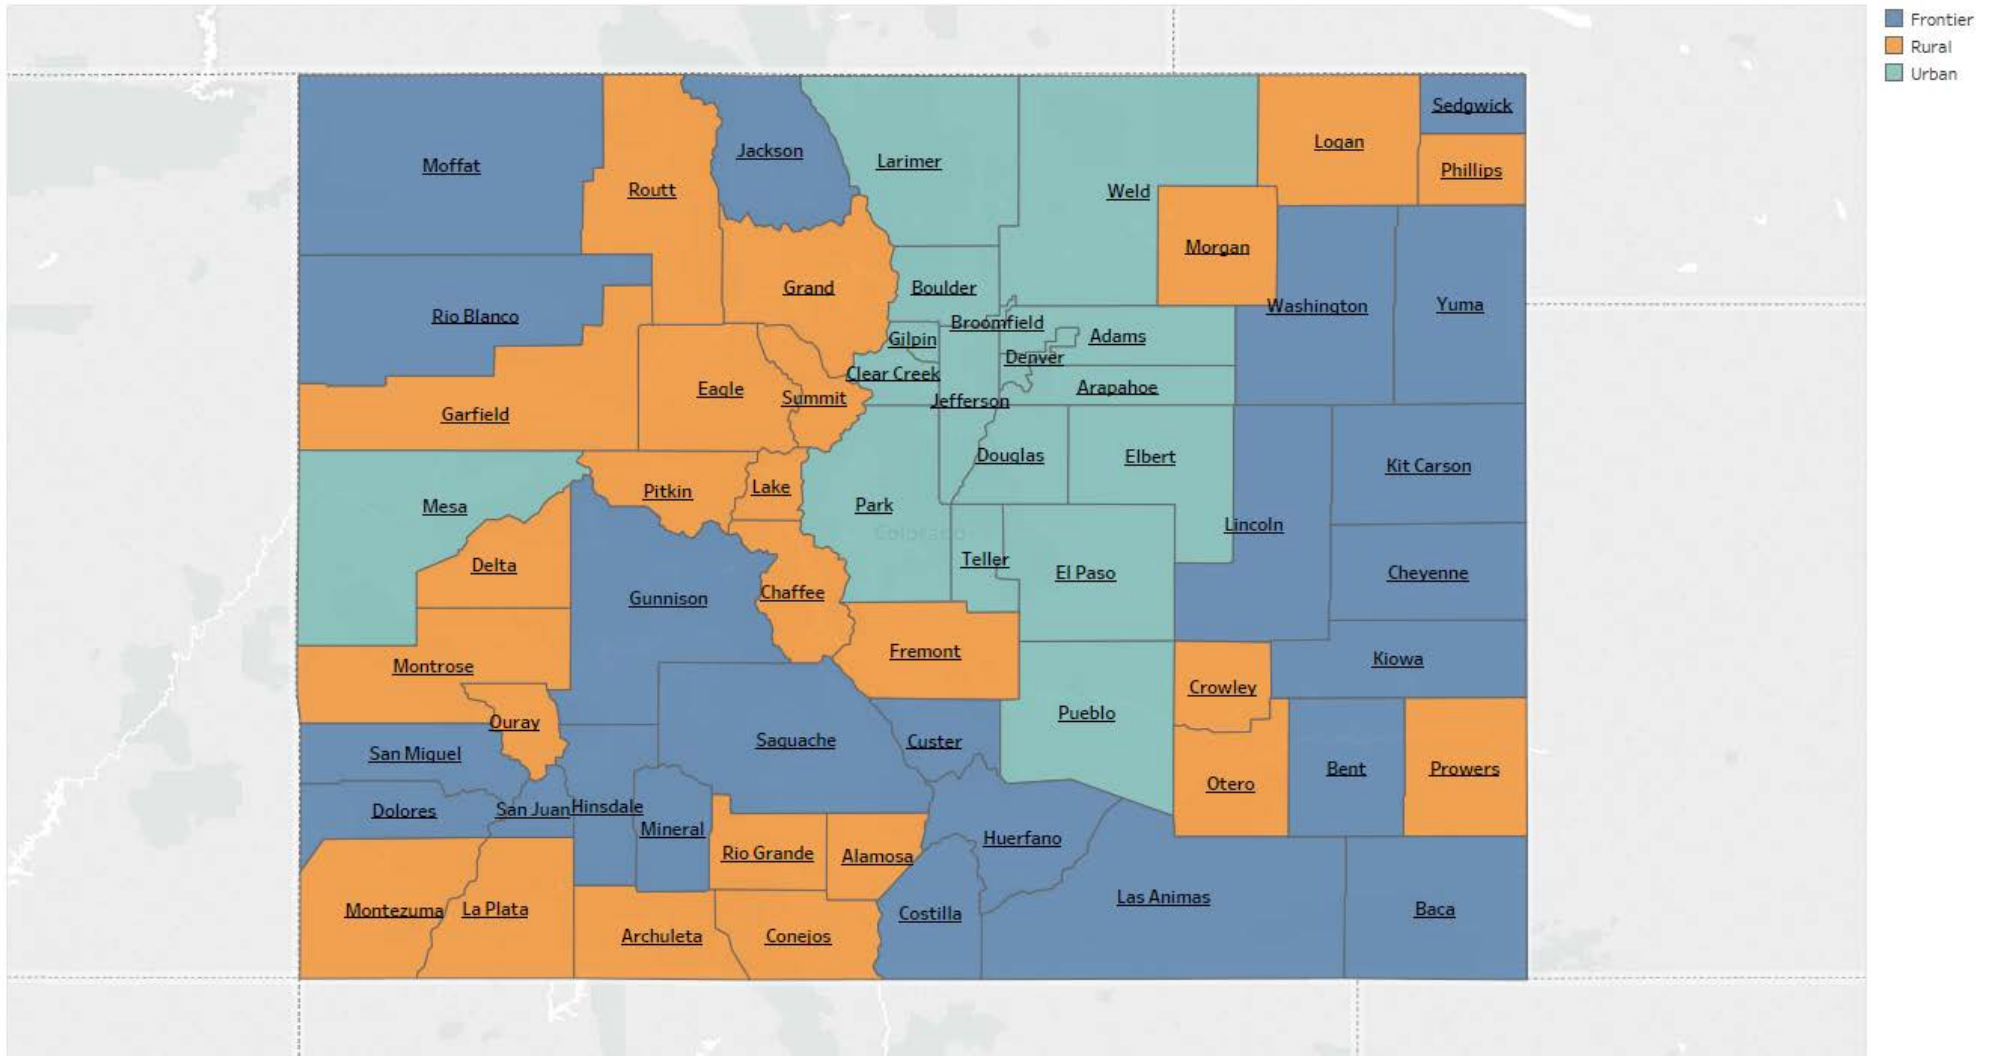 Frontier
Rural
Urban
Sedgwick
Logan
Jackson
Larimer
Moffat
Phillips
Routt
Weld
Morgan
Grand
Boulder
Yuma
Washington
Rio Blanco
Broomfield
Gilpin
Adams
Denver
Clear Creek
Arapahoe
Eagle
Summit
Jefferson
Garfield
Douglas
Elbert
Kit Carson
Pitkin
Lake
Mesa
Park
Lincoln
Colorado
Delta
Teller
El Paso
Cheyenne
Gunnison
Chaffee
Fremont
Kiowa
Montrose
Crowley
Pueblo
Ouray
Saguache
Custer
San Miguel
Bent
Prowers
Otero
Dolores
San Juan
Hinsdale
Mineral
Huerfano
Rio Grande
Alamosa
Las Animas
Montezuma
La Plata
Costilla
Baca
Archuleta
Conejos